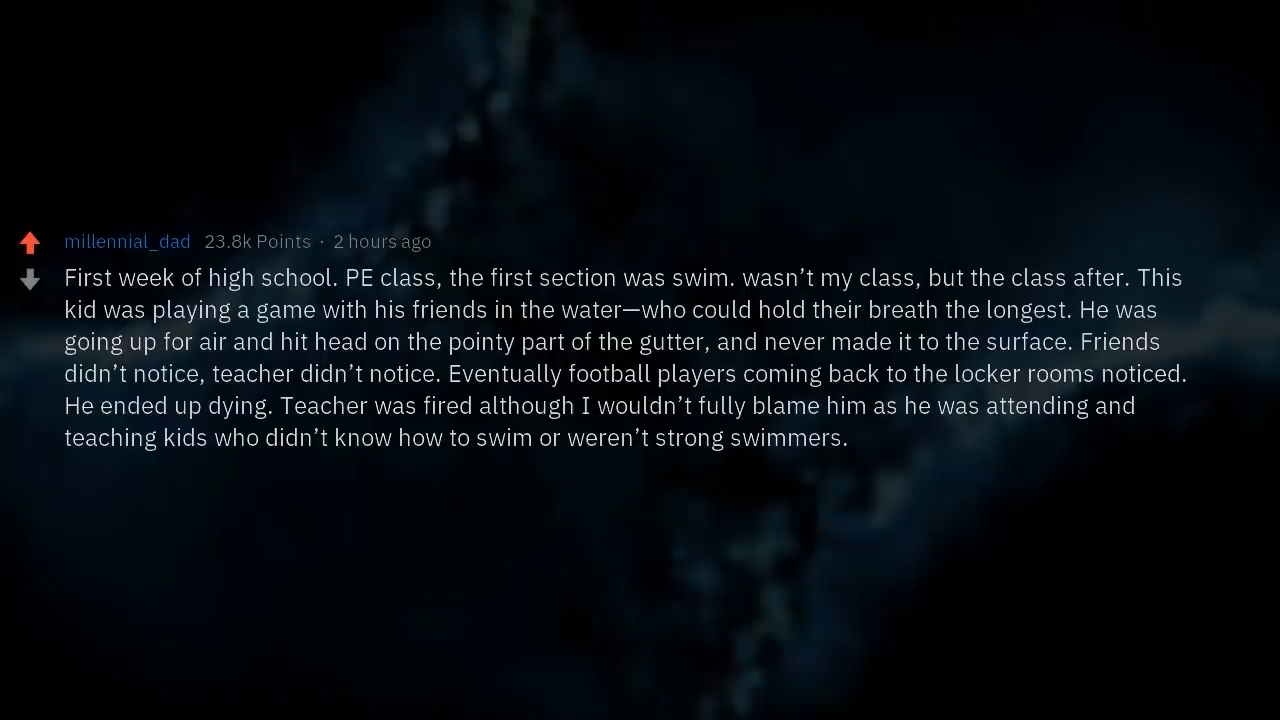 millennial_dad 23.8k Points · 2 hours ago
First week of high school. PE class, the first section was swim. wasn’t my class, but the class after. This
kid was playing a game with his friends in the water—who could hold their breath the longest. He was
going up for air and hit head on the pointy part of the gutter, and never made it to the surface. Friends
didn’t notice, teacher didn’t notice. Eventually football players coming back to the locker rooms noticed.
He ended up dying. Teacher was fired although I wouldn’t fully blame him as he was attending and
teaching kids who didn’t know how to swim or weren’t strong swimmers.